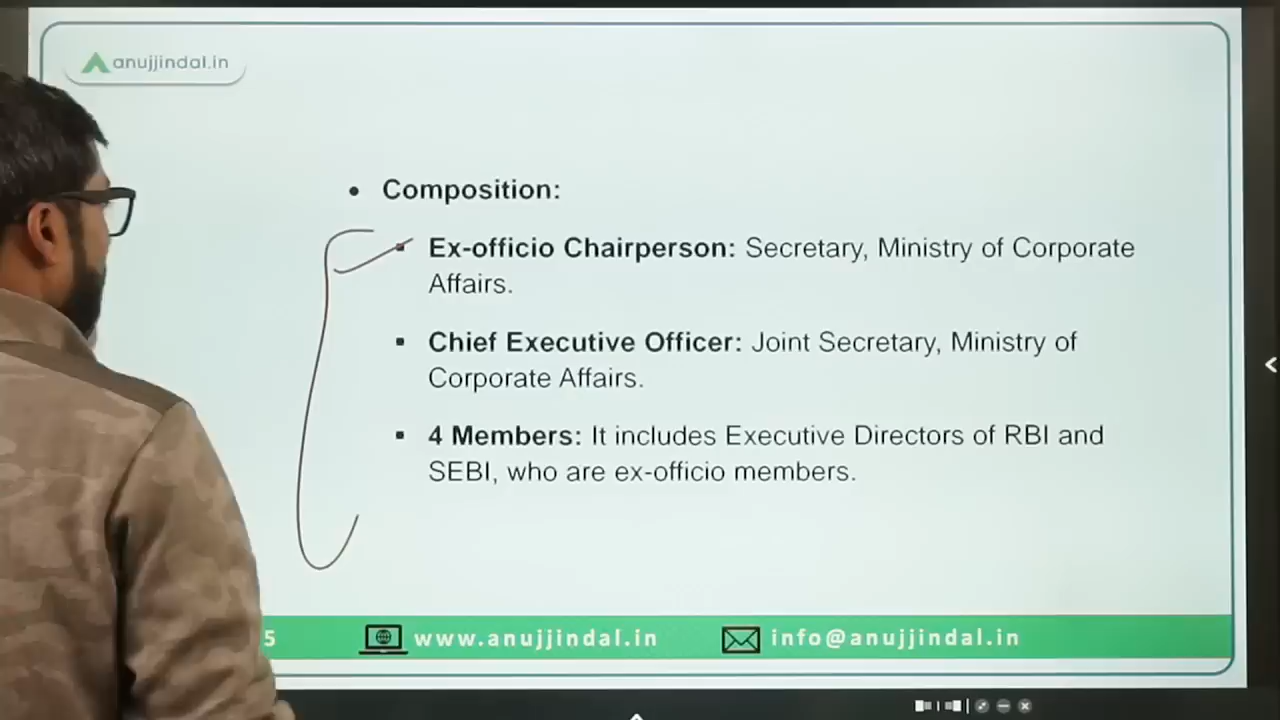 anujjindal.in
• Composition:
▪ Ex-officio Chairperson: Secretary, Ministry of Corporate
Affairs.
▪ Chief Executive Officer: Joint Secretary, Ministry of
Corporate Affairs.
▪ 4 Members: It includes Executive Directors of RBI and
SEBI, who are ex-officio members.
5 www.anujjindal.in info@anujjindal.in